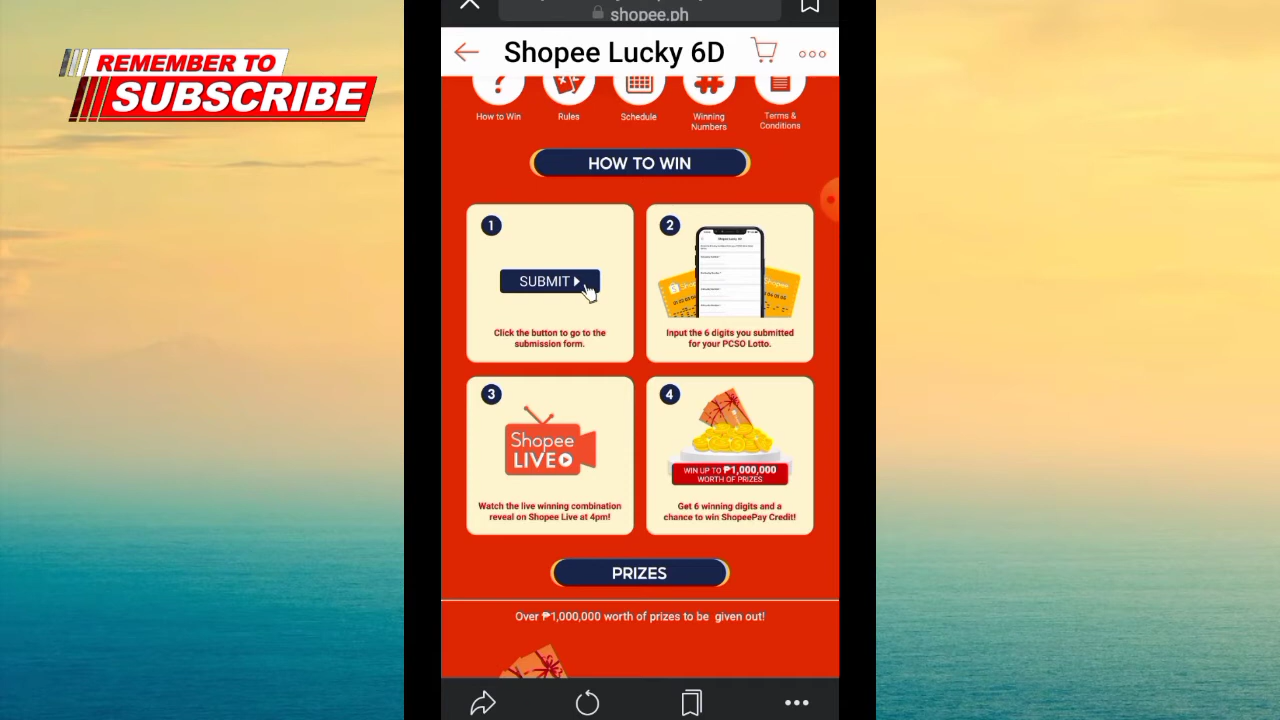 shopee.ph
REMEMBER TO
SUBSCRIBE
Shopee Lucky 6D
How to Win
Rules
Schedule
Winning
Numbers
Terms &
Conditions
HOW TO WIN
1
SUBMIT
Click the button to go to the
submission form.
2
Shopee Lucky 6D
Shopee
Input the 6 digits you submitted
for your PCSO Lotto.
3
Shopee
LIVE
Watch the live winning combination
reveal on Shopee Live at 4pm!
4
WIN UP TO ₱1,000,000
WORTH OF PRIZES
Get 6 winning digits and a
chance to win ShopeePay Credit!
PRIZES
Over ₱1,000,000 worth of prizes to be given out!